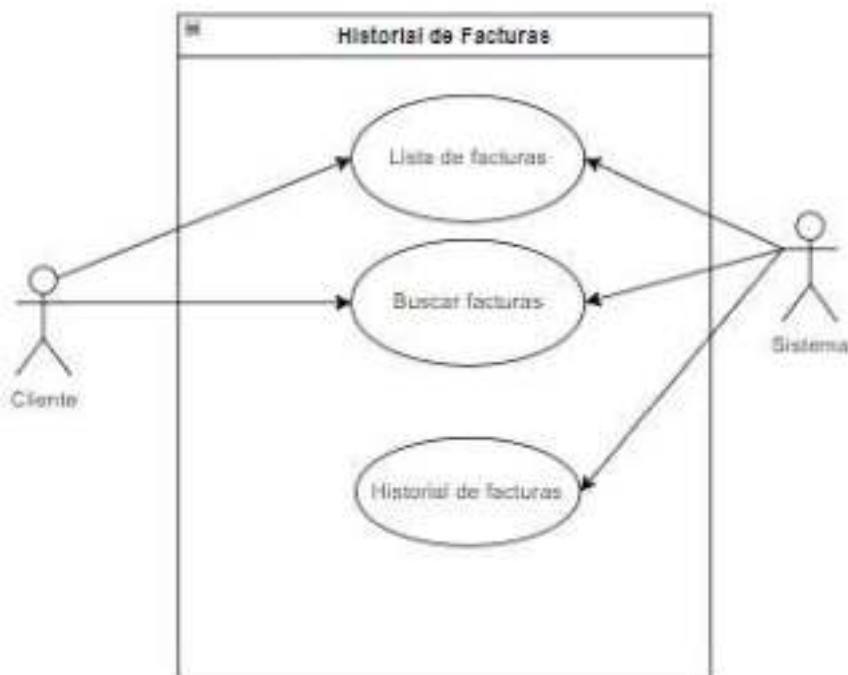 Historial de Facturas
Lista de facturas
Buscar facturas
Sistema
Cliente
Historial de facturas